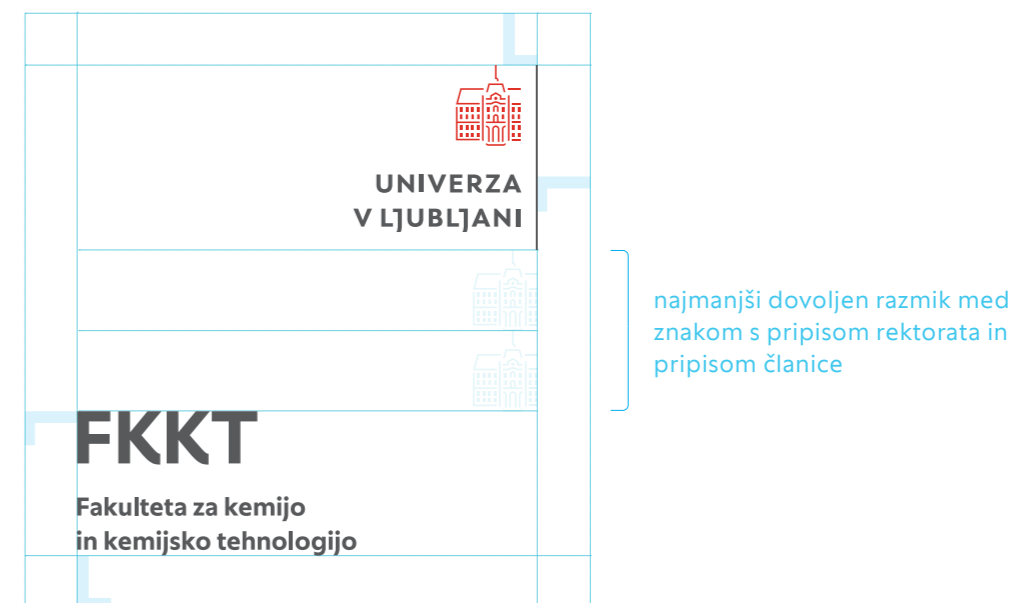 UNIVERZA
V LJUBLJANI
najmanjši dovoljen razmik med
znakom s pripisom rektorata in
pripisom članice
FKKT
Fakulteta za kemijo
in kemijsko tehnologijo